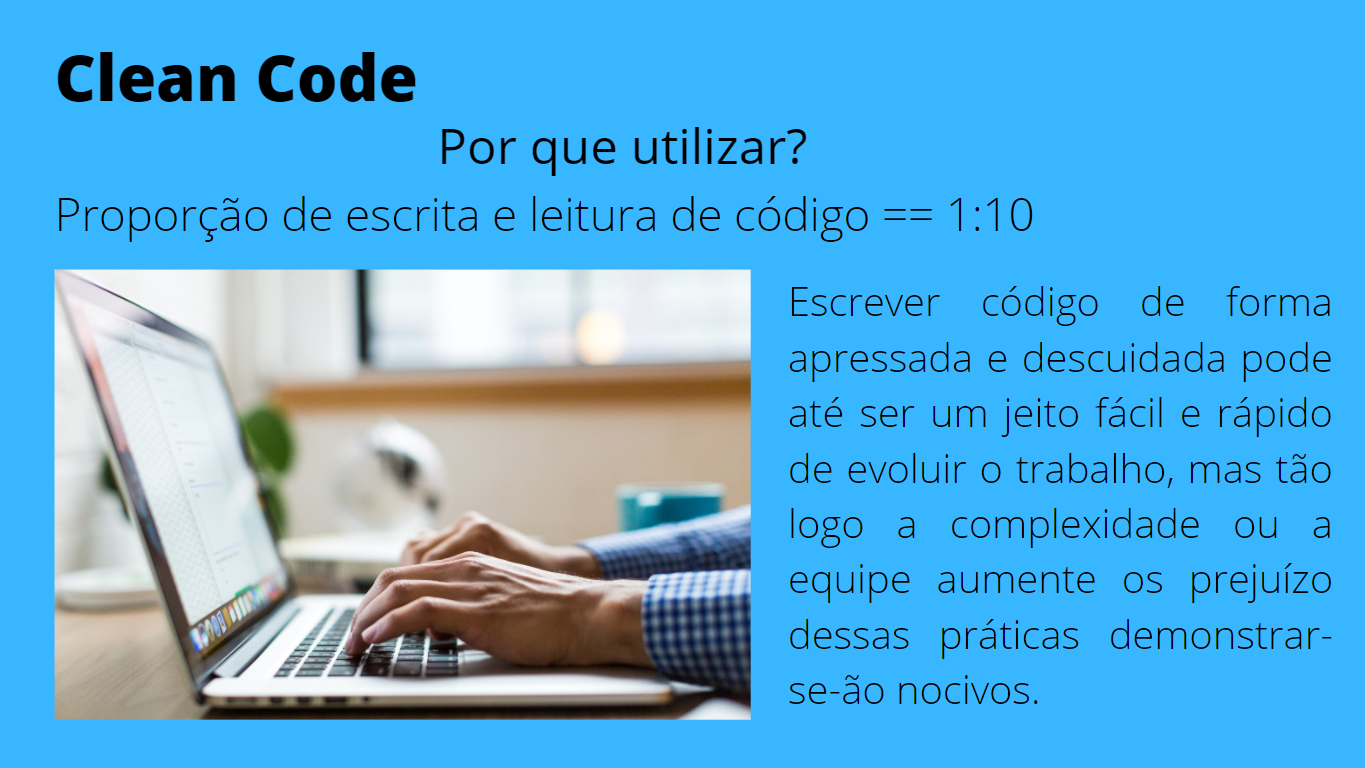 Clean Code
Por que utilizar?
Proporção de escrita e leitura de código == 1:10
Escrever código de forma
apressada e descuidada pode
até ser um jeito fácil e rápido
de evoluir o trabalho, mas tão
logo a complexidade ou a
equipe aumente os prejuízo
dessas práticas demonstrar-
se-ão nocivos.